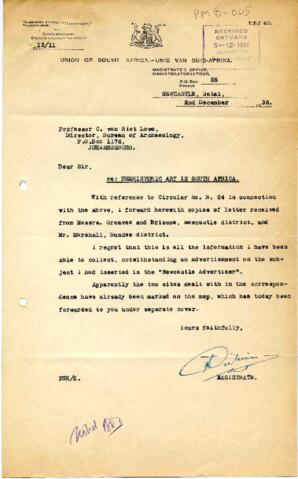 PMB-005
U.D.J. 42A.
15/11
RECEIVED
ONTVANG
3-12-1936
UNION OF SOUTH AFRICA.-UNIE VAN SUID-AFRIKA.
MAGISTRATE'S OFFICE,
MAGISTRAATSKANTOOR,
P.O. Box 55
NEWCASTLE, Natal.
2nd December 36.
Professor C. van Riet Lowe,
Director, Bureau of Archaeology,
P.O.Box 1176,
JOHANNESBURG.
Dear Sir,
re: PREHISTORIC ART IN SOUTH AFRICA.
With reference to Circular No. N. 24 in connection
with the above, I forward herewith copies of letter received
from Messrs. Greaves and Briscoe, Newcastle district, and
Mr. Marshall, Dundee district.
I regret that this is all the information I have been
able to collect, notwithstanding an advertisement on the sub-
ject I had inserted in the "Newcastle Advertiser".
Apparently the two sites dealt with in the corres-
pondence have already been marked on the map, which has today been
forwarded to you under separate cover.
Yours faithfully,
MAGISTRATE.